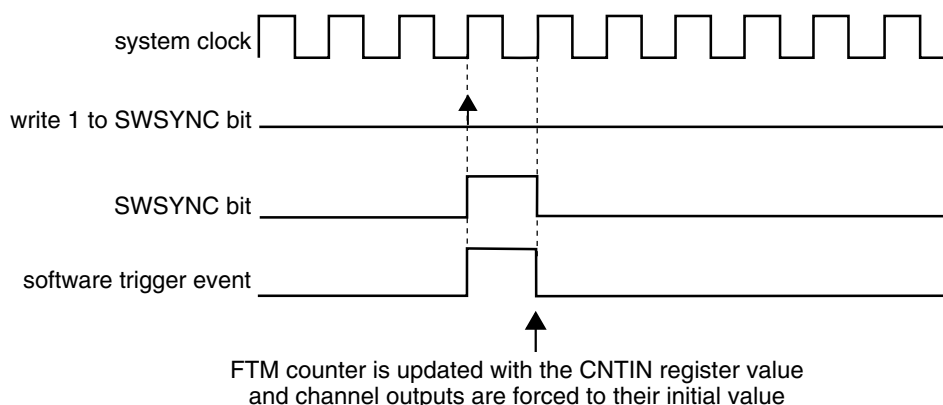 system clock
write 1 to SWSYNC bit
SWSYNC bit
software trigger event
FTM counter is updated with the CNTIN register value
and channel outputs are forced to their initial value